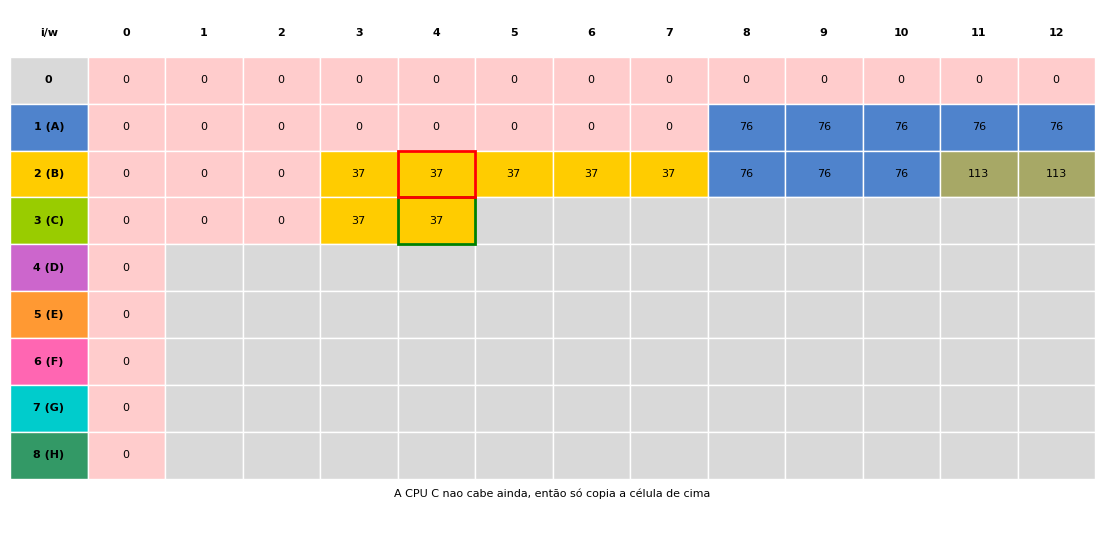 i/w 0 1 2 3 4 5 6 7 8 9 10 11 12
0 0 0 0 0 0 0 0 0 0 0 0 0 0
1 (A) 0 0 0 0 0 0 0 0 76 76 76 76 76
2 (B) 0 0 0 37 37 37 37 37 76 76 76 113 113
3 (C) 0 0 0 37 37
4 (D) 0
5 (E) 0
6 (F) 0
7 (G) 0
8 (H) 0
A CPU C nao cabe ainda, então só copia a célula de cima